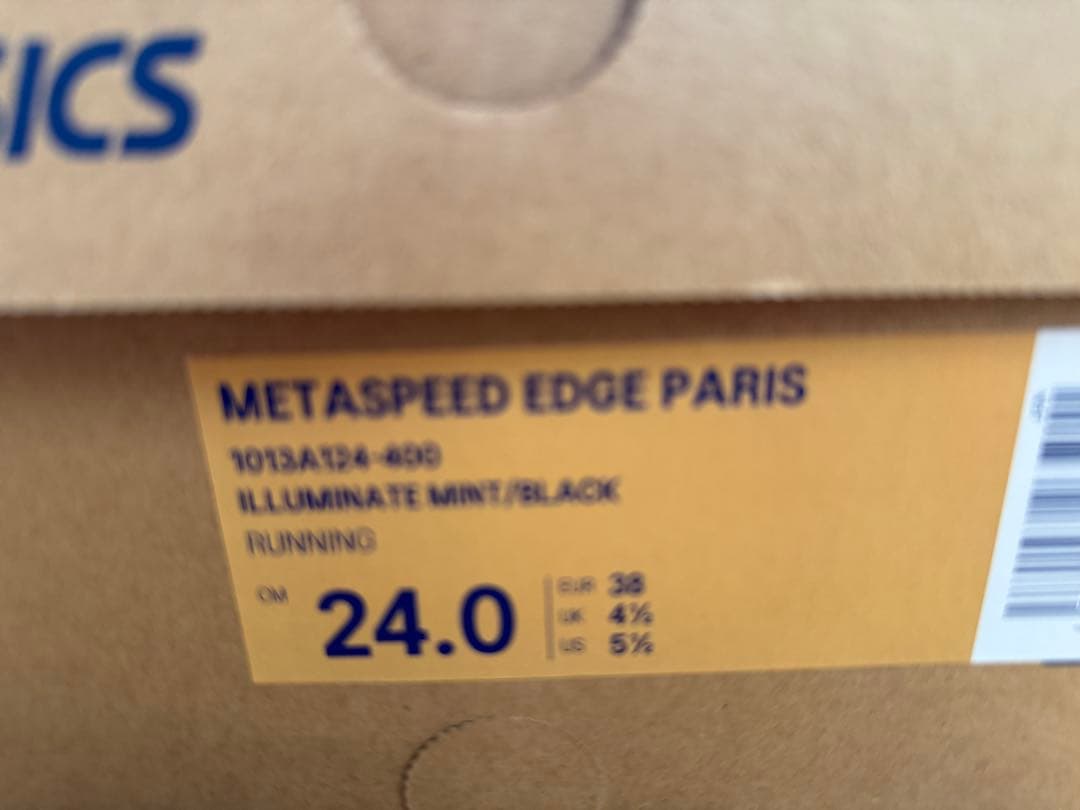 SICS
METASPEED EDGE PARIS
1013A124-400
ILLUMINATE MINT/BLACK
RUNNING
CM 24.0
EUR 38
UK 4½
US 5½